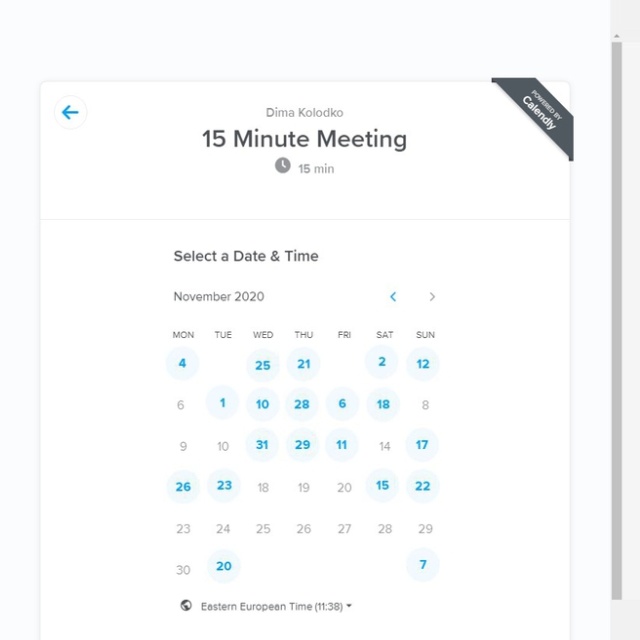 POWERED BY
Calendly
Dima Kolodko
15 Minute Meeting
15 min
Select a Date & Time
November 2020
MON TUE WED THU FRI SAT SUN
4 25 21 2 12
6 1 10 28 6 18 8
9 10 31 29 11 14 17
26 23 18 19 20 15 22
23 24 25 26 27 28 29
30 20 7
Eastern European Time (11:38)